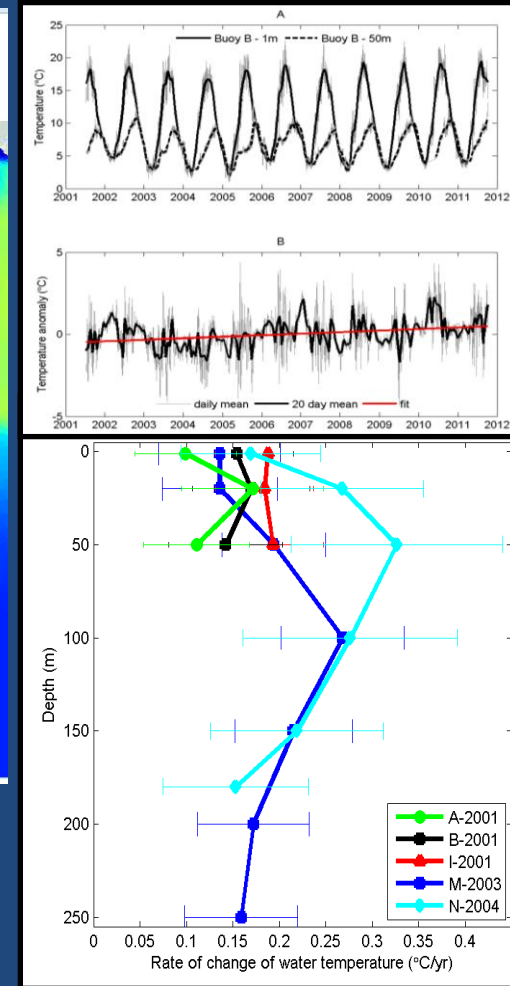 A
Buoy B - 1m Buoy B - 50m
Temperature (°C)
25
20
15
10
5
0
2001 2002 2003 2004 2005 2006 2007 2008 2009 2010 2011 2012
B
Temperature anomaly (°C)
5
0
-5
daily mean 20 day mean fit
2001 2002 2003 2004 2005 2006 2007 2008 2009 2010 2011 2012
Depth (m)
0
50
100
150
200
250
A-2001
B-2001
I-2001
M-2003
N-2004
0 0.05 0.1 0.15 0.2 0.25 0.3 0.35 0.4
Rate of change of water temperature (°C/yr)